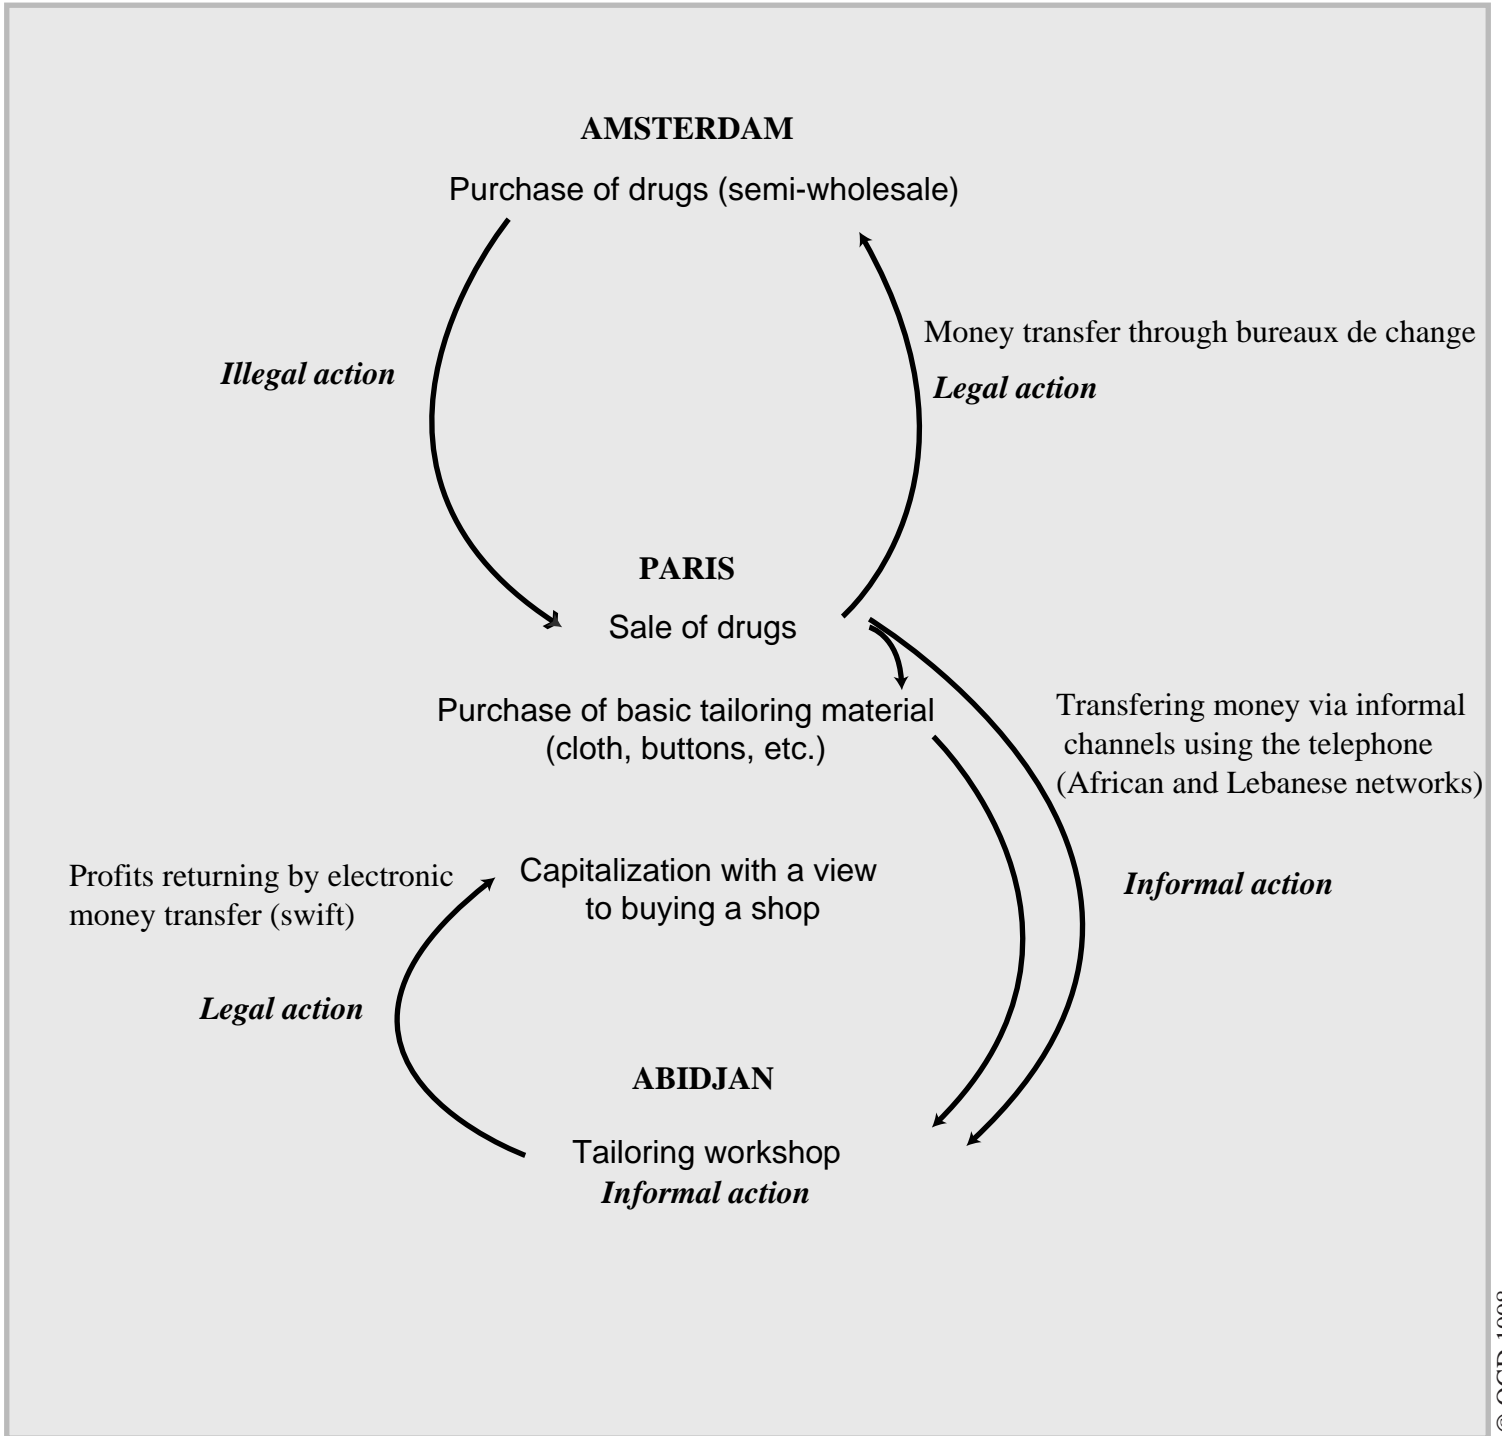 AMSTERDAM
Purchase of drugs (semi-wholesale)
Money transfer through bureaux de change
Illegal action
Legal action
PARIS
Sale of drugs
Purchase of basic tailoring material
(cloth, buttons, etc.)
Transfering money via informal
channels using the telephone
(African and Lebanese networks)
Profits returning by electronic
money transfer (swift)
Capitalization with a view
to buying a shop
Informal action
Legal action
ABIDJAN
Tailoring workshop
Informal action